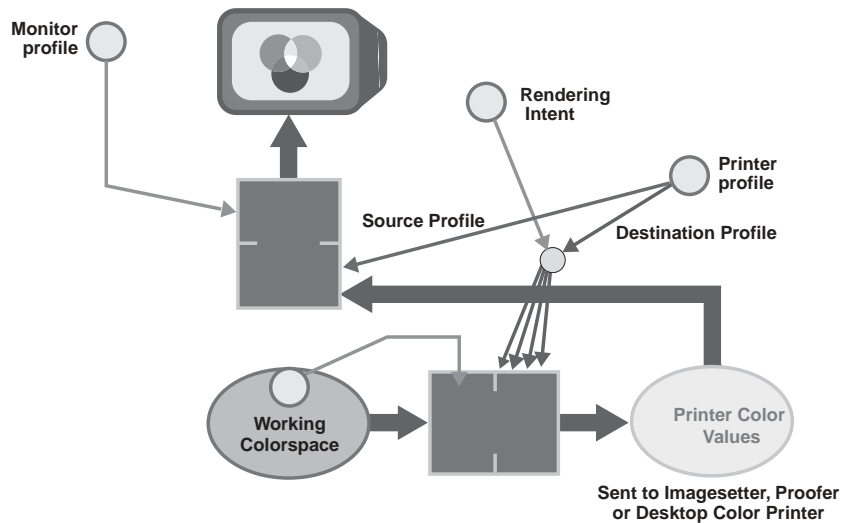 Monitor
profile
Rendering
Intent
Printer
profile
Source Profile
Destination Profile
Working
Colorspace
Printer Color
Values
Sent to Imagesetter, Proofer
or Desktop Color Printer